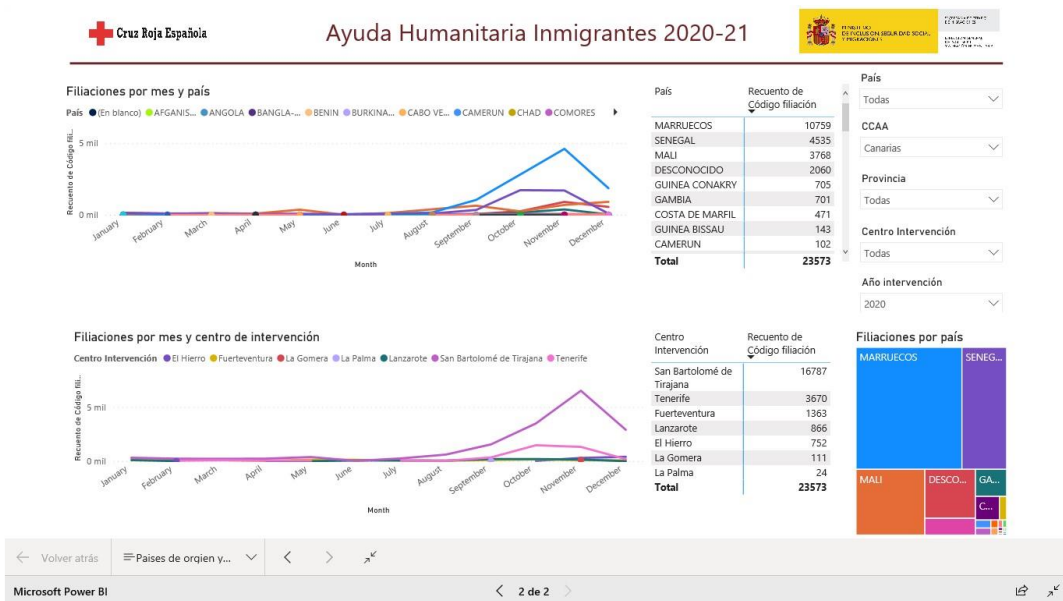 Cruz Roja Española
Ayuda Humanitaria Inmigrantes 2020-21
DE INCLUSIÓN, SEGURIDAD SOCIAL
Y MIGRACIONES
Filiaciones por mes y país
País (En blanco) AFGANIS... ANGOLA BANGLA-... BENIN BURKINA... CABO VE... CAMERUN CHAD COMORES
Recuento de Código fili...
5 mil
0 mil
January February March April May June July August September October November December
Month
País Recuento de
Código filiación
MARRUECOS 10759
SENEGAL 4535
MALI 3768
DESCONOCIDO 2060
GUINEA CONAKRY 705
GAMBIA 701
COSTA DE MARFIL 471
GUINEA BISSAU 143
CAMERUN 102
Total 23573
País
Todas
CCAA
Canarias
Provincia
Todas
Centro Intervención
Todas
Año intervención
2020
Filiaciones por mes y centro de intervención
Centro Intervención El Hierro Fuerteventura La Gomera La Palma Lanzarote San Bartolomé de Tirajana Tenerife
Recuento de Código fili...
5 mil
0 mil
January February March April May June July August September October November December
Month
Centro Recuento de
Intervención Código filiación
San Bartolomé de 16787
Tirajana
Tenerife 3670
Fuerteventura 1363
Lanzarote 866
El Hierro 752
La Gomera 111
La Palma 24
Total 23573
Filiaciones por país
MARRUECOS SENEG...
MALI DESCO... GA...
C...
Volver atrás Paises de orgien y...
Microsoft Power BI 2 de 2